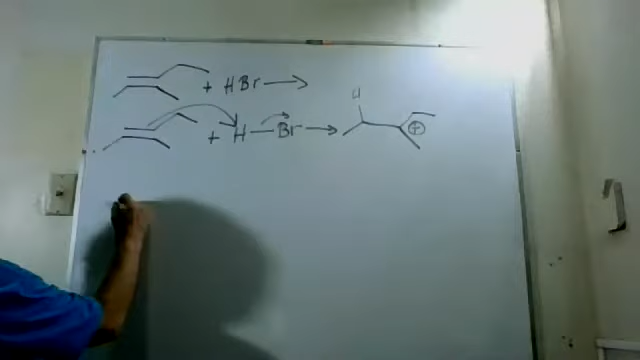 + HBr →
+ H — Br → H ⊕